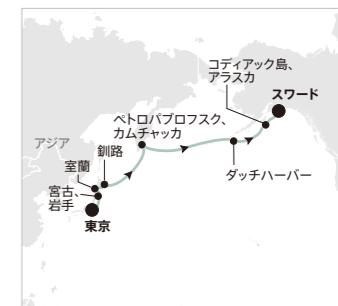 コディアック島、
アラスカ
スワード
ペトロパブロフスク、
カムチャッカ
アジア
釧路
室蘭
ダッチハーバー
宮古、
岩手
東京